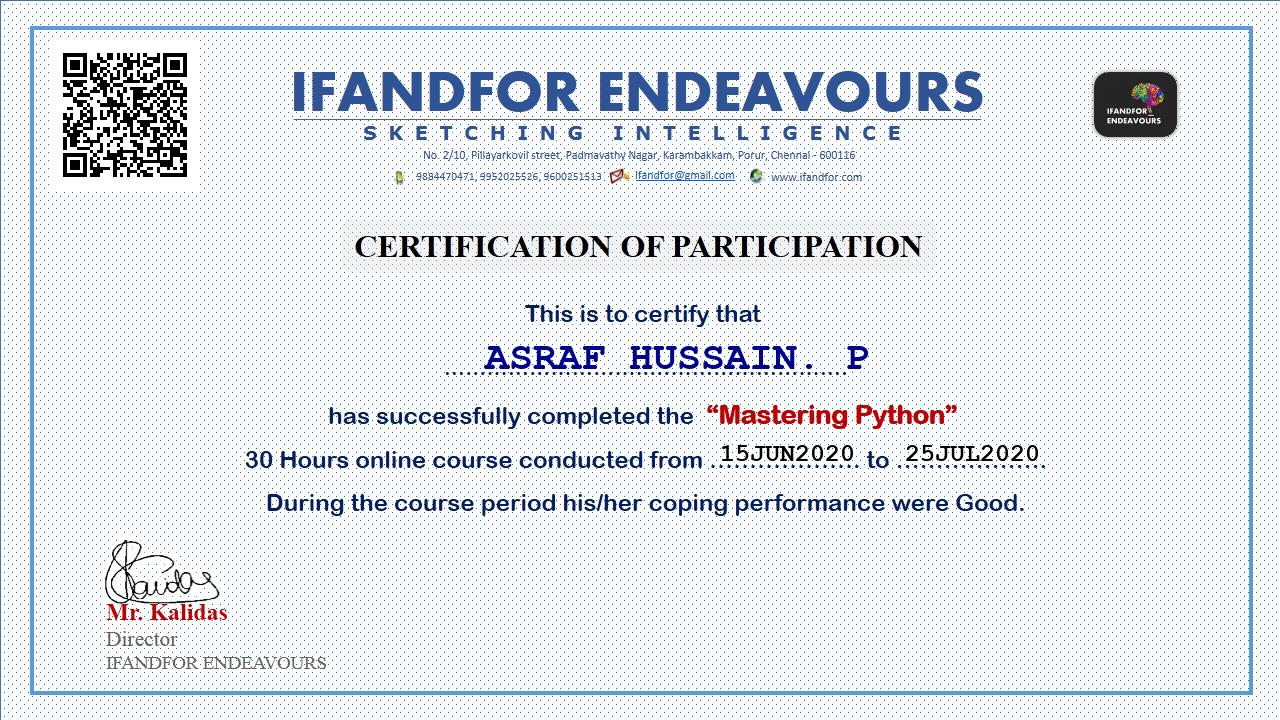 IFANDFOR ENDEAVOURS
SKETCHING INTELLIGENCE
No. 2/10, Pillayarkovil street, Padmavathy Nagar, Karambakkam, Porur, Chennai - 600116
9884470471, 9952025526, 9600251513 ifandfor@gmail.com www.ifandfor.com
IFANDFOR
ENDEAVOURS
CERTIFICATION OF PARTICIPATION
This is to certify that
ASRAF HUSSAIN. P
has successfully completed the “Mastering Python”
30 Hours online course conducted from 15JUN2020 to 25JUL2020
During the course period his/her coping performance were Good.
Kalidas
Mr. Kalidas
Director
IFANDFOR ENDEAVOURS